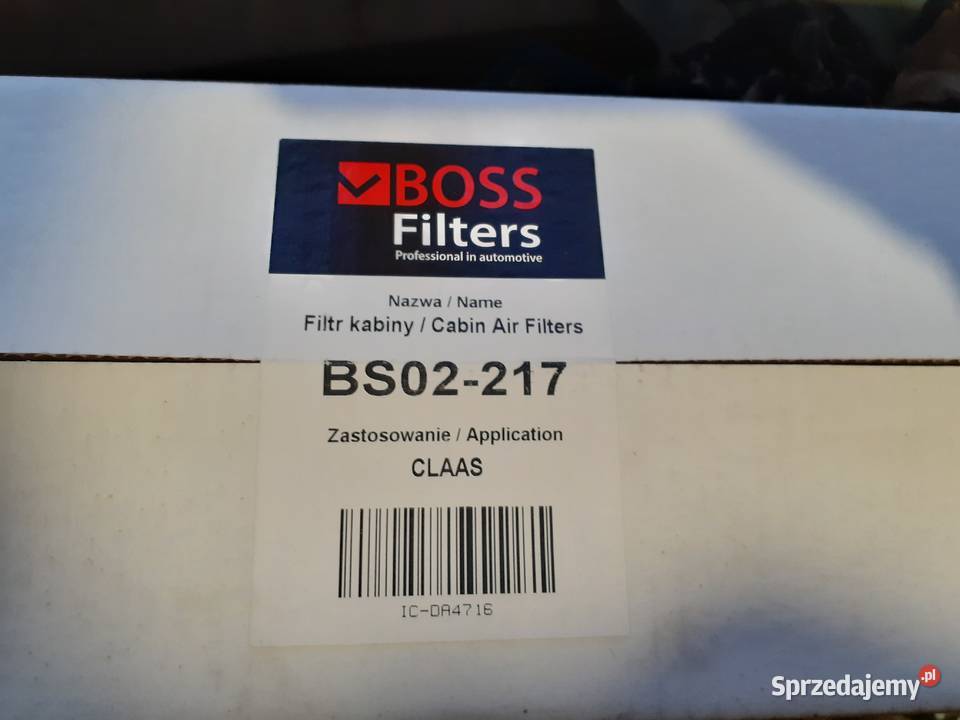 BOSS
Filters
Professional in automotive
Nazwa / Name
Filtr kabiny / Cabin Air Filters
BS02-217
Zastosowanie / Application
CLAAS
IC-DA4716
Sprzedajemy.pl